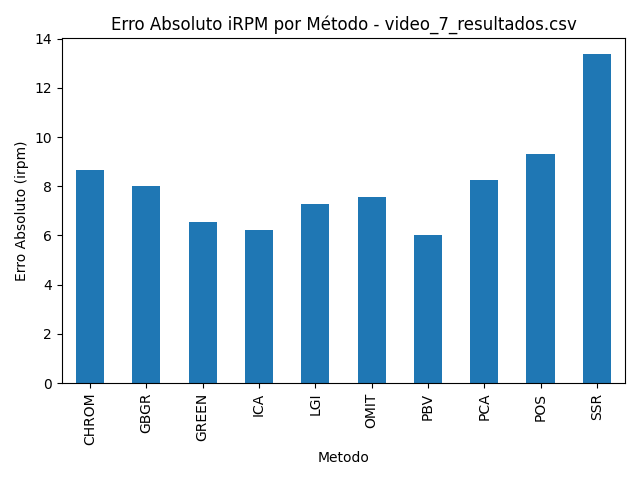 Erro Absoluto iRPM por Método - video_7_resultados.csv
14
12
10
8
6
4
2
0
Erro Absoluto (irpm)
CHROM
GBGR
GREEN
ICA
LGI
OMIT
PBV
PCA
POS
SSR
Metodo